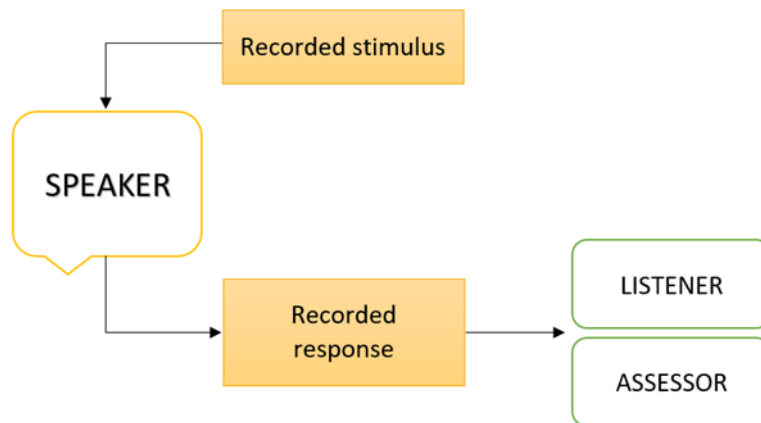 Recorded stimulus
SPEAKER
Recorded
response
LISTENER
ASSESSOR